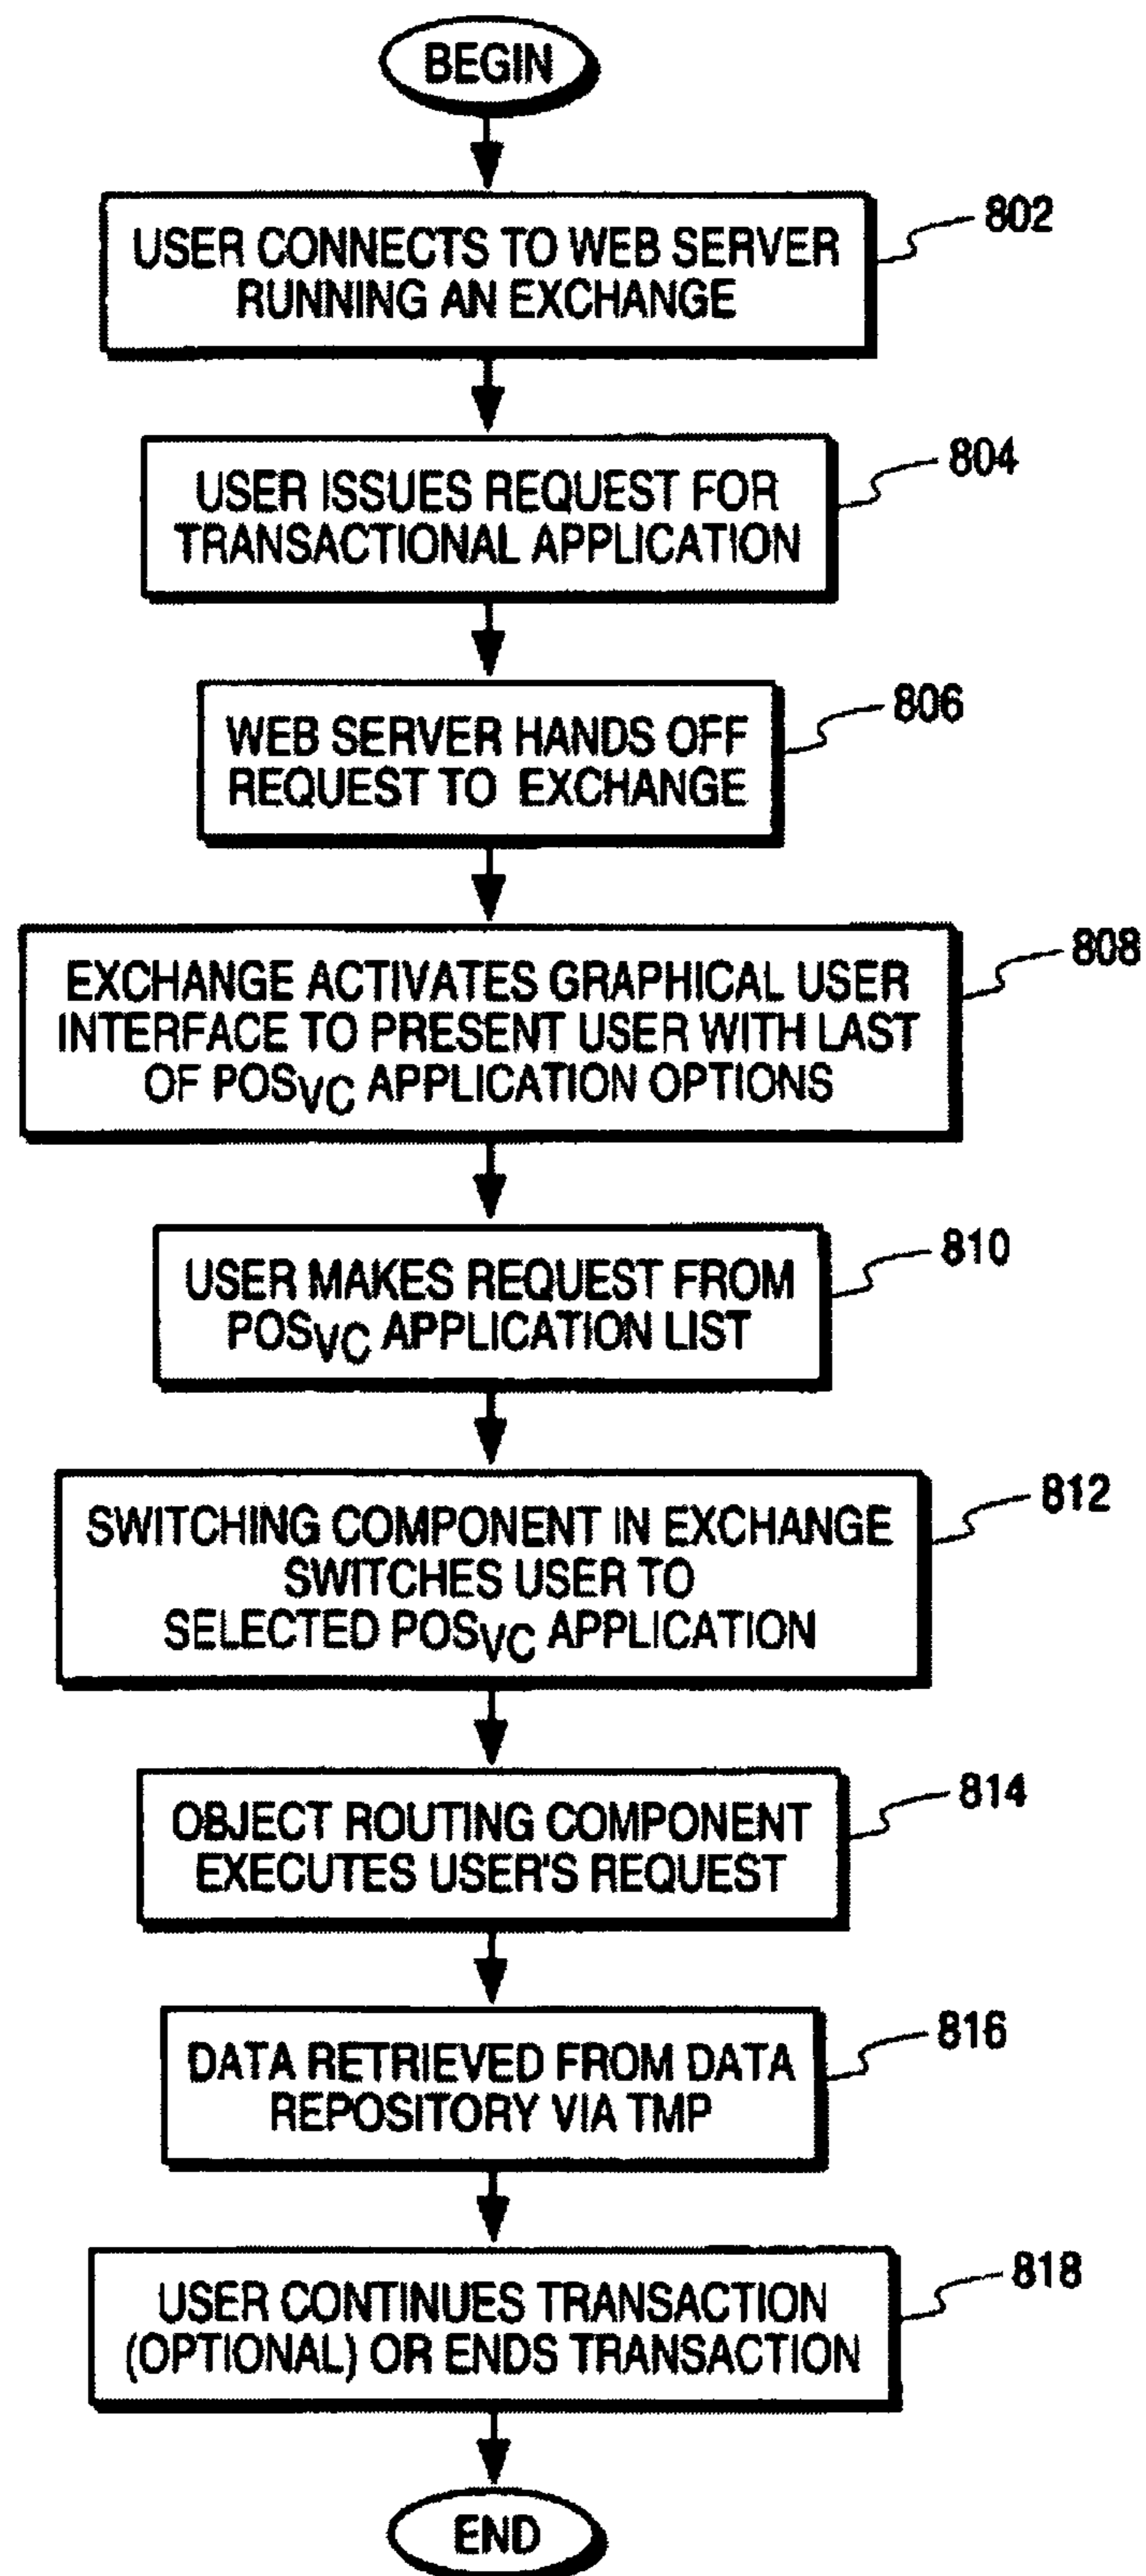 BEGIN
USER CONNECTS TO WEB SERVER
RUNNING AN EXCHANGE
802
USER ISSUES REQUEST FOR
TRANSACTIONAL APPLICATION
804
WEB SERVER HANDS OFF
REQUEST TO EXCHANGE
806
EXCHANGE ACTIVATES GRAPHICAL USER
INTERFACE TO PRESENT USER WITH LAST
OF POSVC APPLICATION OPTIONS
808
USER MAKES REQUEST FROM
POSVC APPLICATION LIST
810
SWITCHING COMPONENT IN EXCHANGE
SWITCHES USER TO
SELECTED POSVC APPLICATION
812
OBJECT ROUTING COMPONENT
EXECUTES USER'S REQUEST
814
DATA RETRIEVED FROM DATA
REPOSITORY VIA TMP
816
USER CONTINUES TRANSACTION
(OPTIONAL) OR ENDS TRANSACTION
818
END